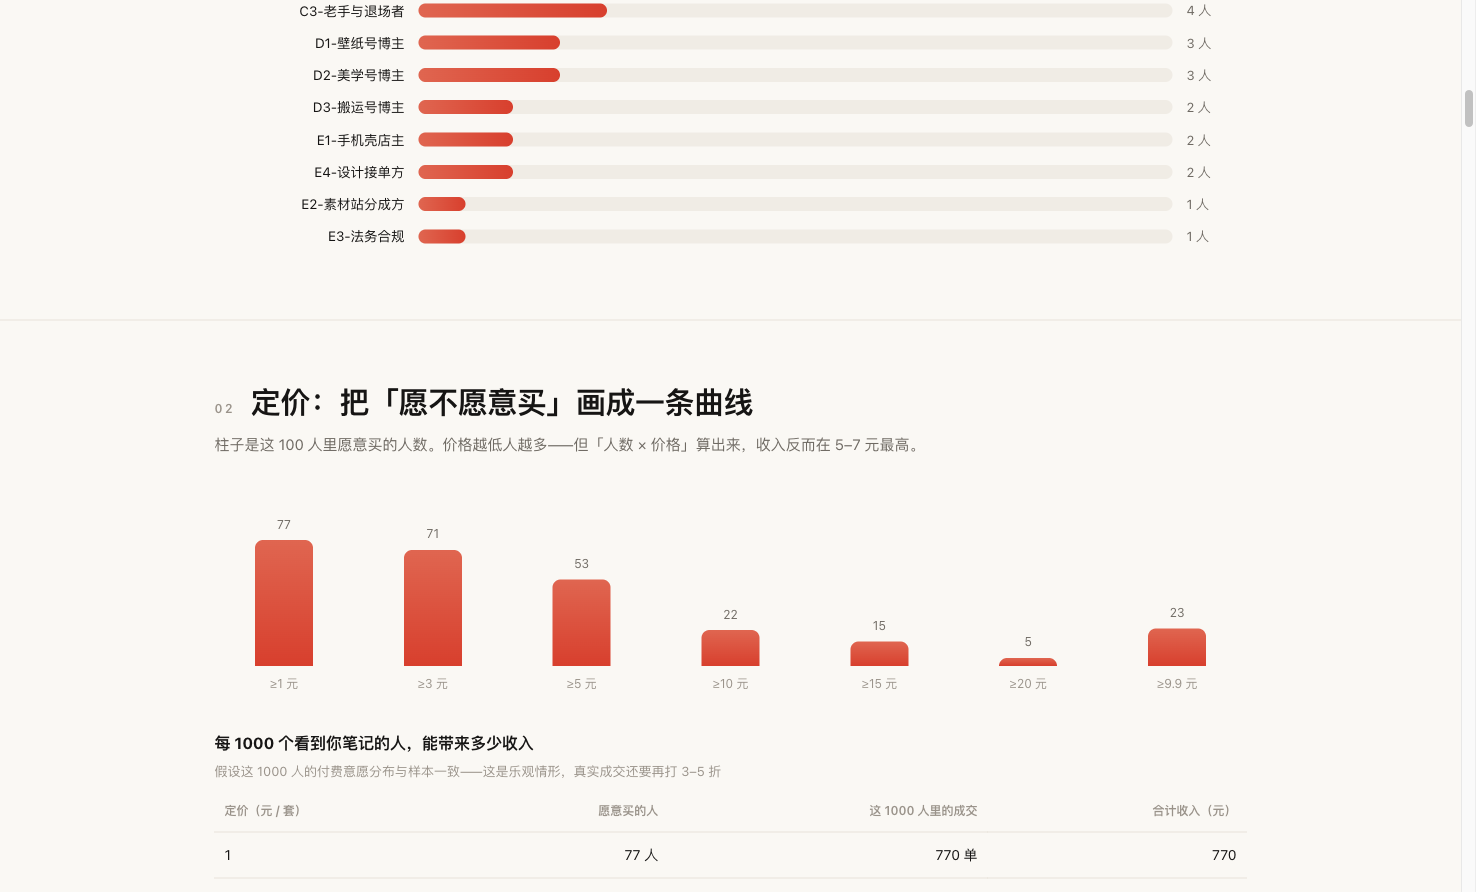 C3-老手与退场者 4 人
D1-壁纸号博主 3 人
D2-美学号博主 3 人
D3-搬运号博主 2 人
E1-手机壳店主 2 人
E4-设计接单方 2 人
E2-素材站分成方 1 人
E3-法务合规 1 人
02 定价：把「愿不愿意买」画成一条曲线
柱子是这 100 人里愿意买的人数。价格越低人越多——但「人数 × 价格」算出来，收入反而在 5–7 元最高。
77 71 53 22 15 5 23
≥1 元 ≥3 元 ≥5 元 ≥10 元 ≥15 元 ≥20 元 ≥9.9 元
每 1000 个看到你笔记的人，能带来多少收入
假设这 1000 人的付费意愿分布与样本一致——这是乐观情形，真实成交还要再打 3–5 折
定价（元 / 套） 愿意买的人 这 1000 人里的成交 合计收入（元）
1 77 人 770 单 770